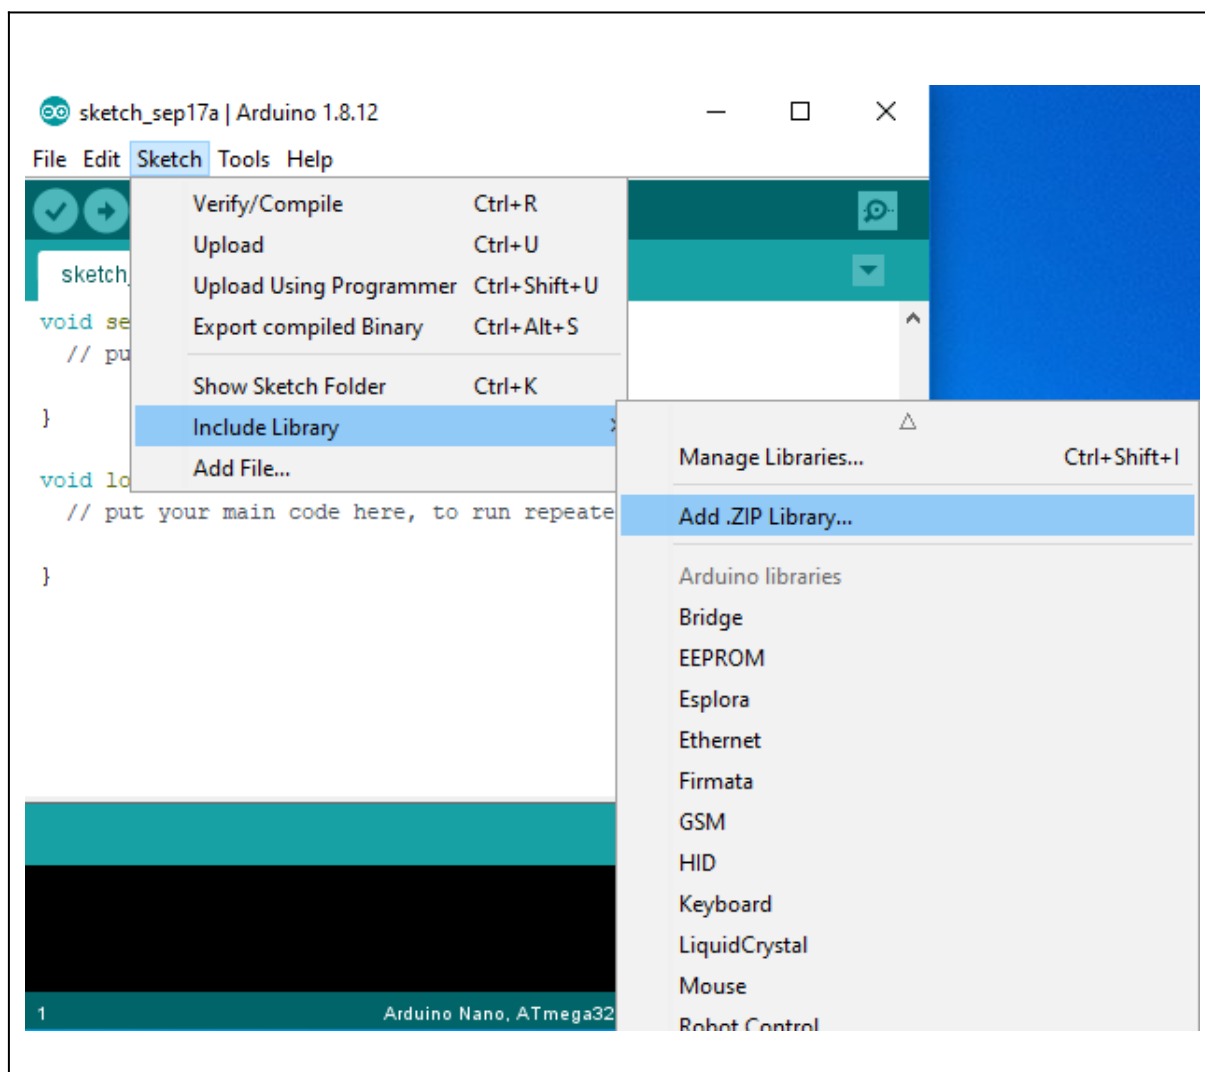 sketch_sep17a | Arduino 1.8.12
File Edit Sketch Tools Help
Verify/Compile Ctrl+R
Upload Ctrl+U
Upload Using Programmer Ctrl+Shift+U
Export compiled Binary Ctrl+Alt+S
Show Sketch Folder Ctrl+K
Include Library
Add File...
sketch_
void se
// pu
}
void lo
// put your main code here, to run repeate
}
Manage Libraries... Ctrl+Shift+I
Add .ZIP Library...
Arduino libraries
Bridge
EEPROM
Esplora
Ethernet
Firmata
GSM
HID
Keyboard
LiquidCrystal
Mouse
Robot Control
1 Arduino Nano, ATmega32